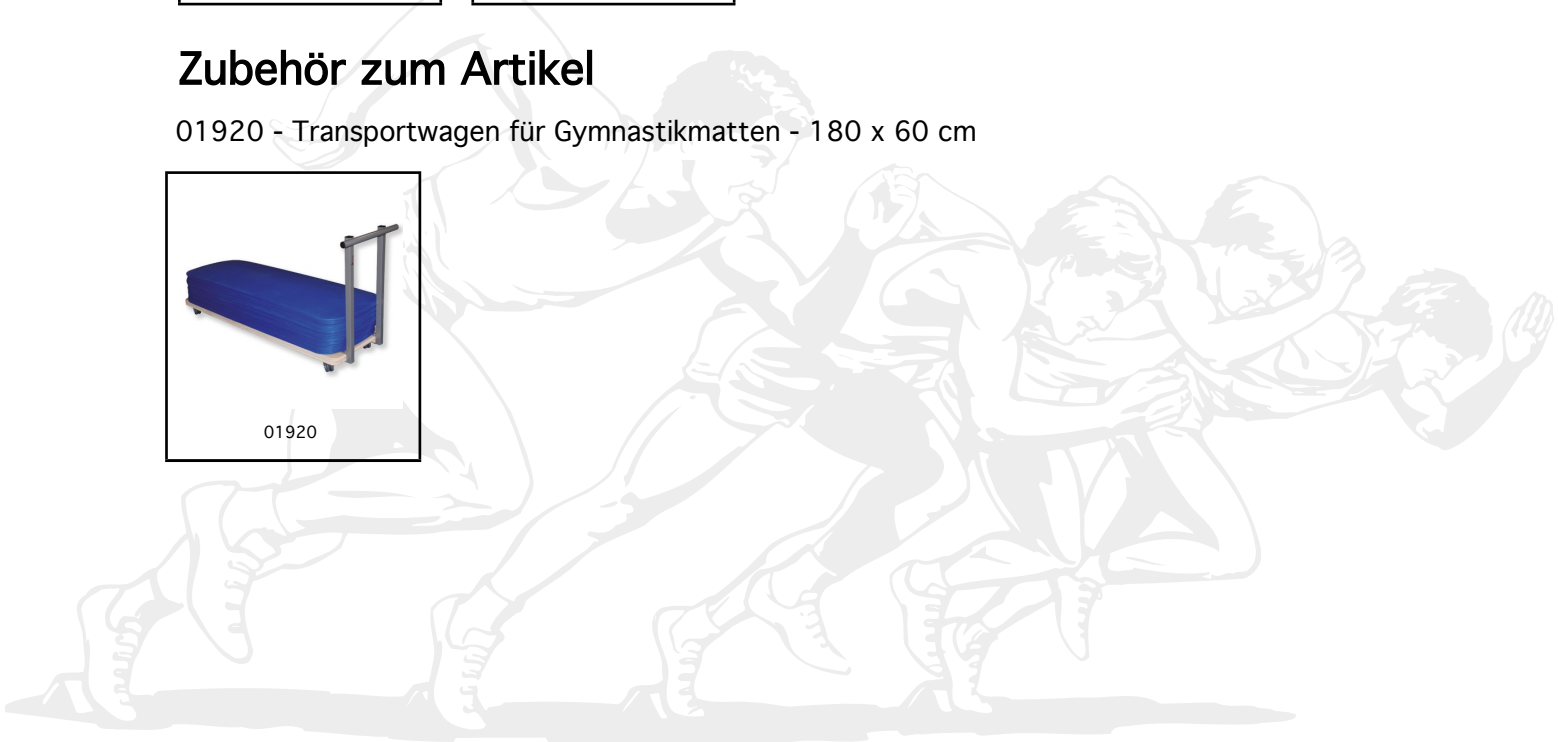 Zubehör zum Artikel
01920 - Transportwagen für Gymnastikmatten - 180 x 60 cm
01920